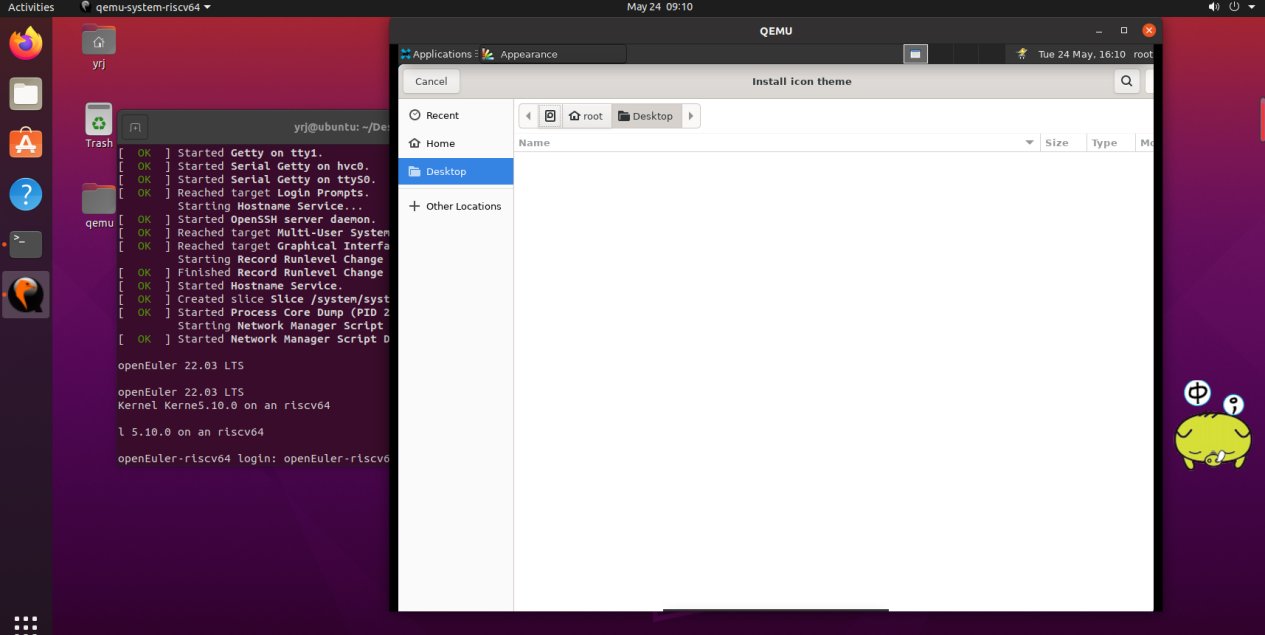 Activities
qemu-system-riscv64
May 24 09:10
yrj
Trash
qemu
yrj@ubuntu: ~/Des
[ OK ] Started Getty on tty1.
[ OK ] Started Serial Getty on hvc0.
[ OK ] Started Serial Getty on ttyS0.
[ OK ] Reached target Login Prompts.
Starting Hostname Service...
[ OK ] Started OpenSSH server daemon.
[ OK ] Reached target Multi-User System
[ OK ] Reached target Graphical Interfa
Starting Record Runlevel Change
[ OK ] Finished Record Runlevel Change
[ OK ] Started Hostname Service.
[ OK ] Created slice Slice /system/syst
[ OK ] Started Process Core Dump (PID 2
Starting Network Manager Script
[ OK ] Started Network Manager Script D
openEuler 22.03 LTS
openEuler 22.03 LTS
Kernel Kerne5.10.0 on an riscv64
l 5.10.0 on an riscv64
openEuler-riscv64 login: openEuler-riscv6
QEMU
Applications
Appearance
Tue 24 May, 16:10 root
Cancel
Install icon theme
Recent
Home
Desktop
Other Locations
root
Desktop
Name
Size
Type
Mo
中